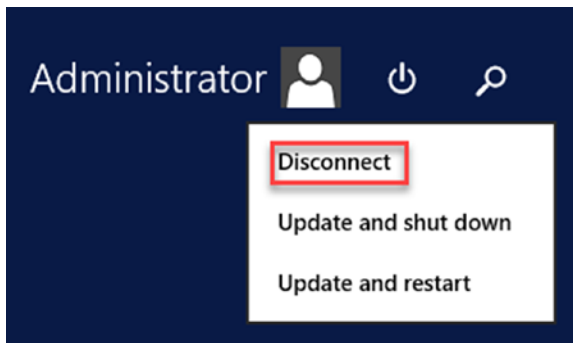 Administrator
Disconnect
Update and shut down
Update and restart